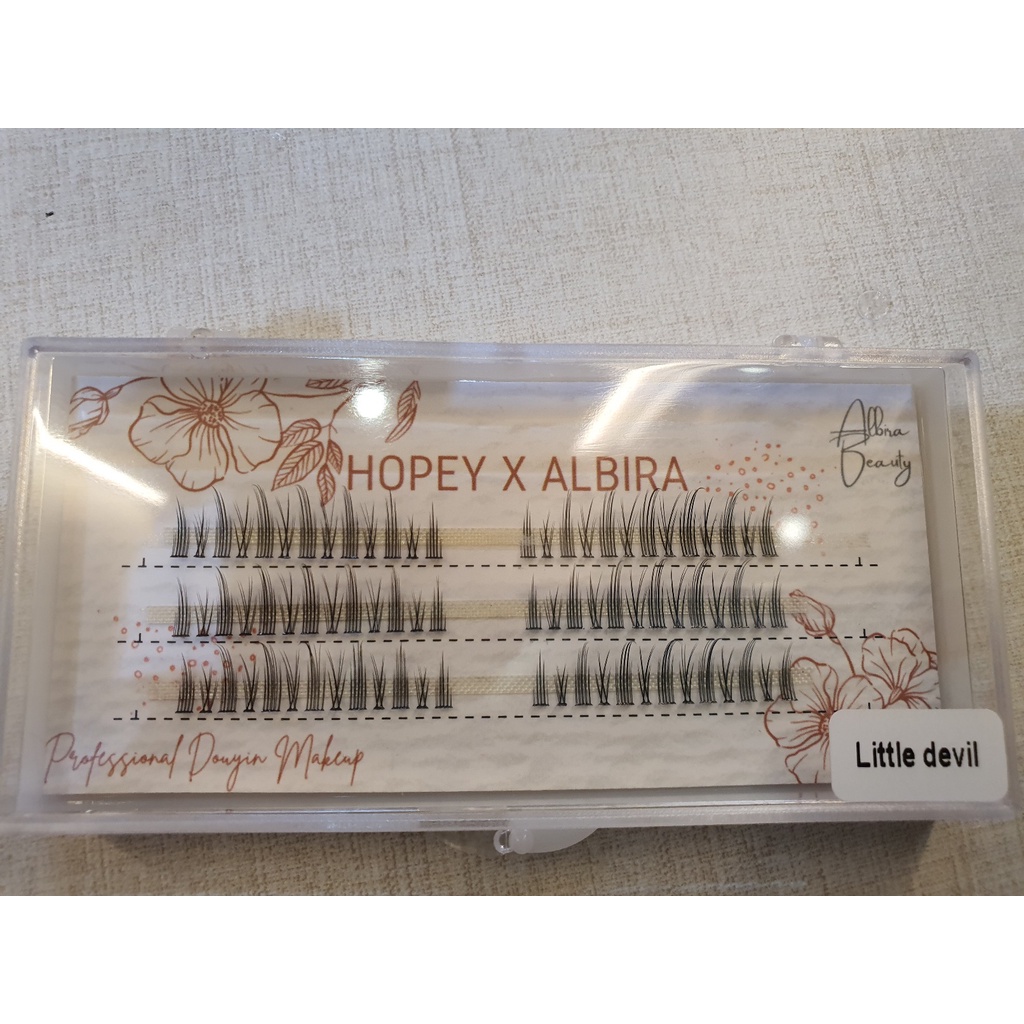 HOPEY X ALBIRA
Albira
Beauty
Professional Douyin Makeup
Little devil